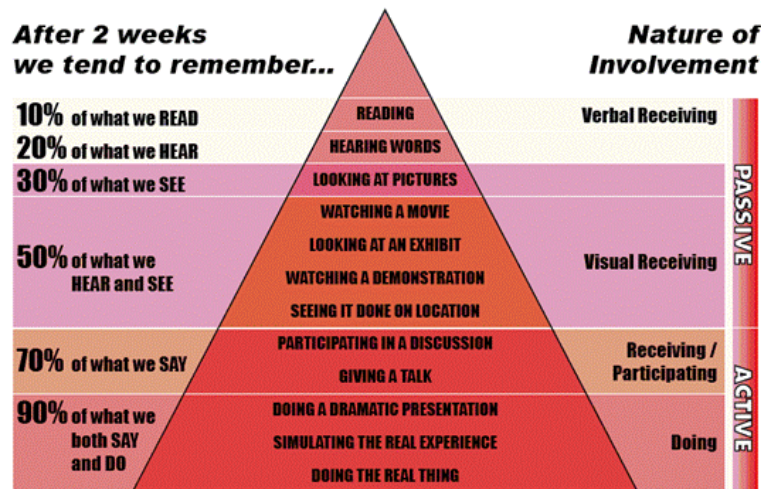 After 2 weeks
we tend to remember...
Nature of
Involvement
10% of what we READ
READING
Verbal Receiving
20% of what we HEAR
HEARING WORDS
30% of what we SEE
LOOKING AT PICTURES
WATCHING A MOVIE
LOOKING AT AN EXHIBIT
50% of what we
HEAR and SEE
WATCHING A DEMONSTRATION
Visual Receiving
SEEING IT DONE ON LOCATION
PASSIVE
PARTICIPATING IN A DISCUSSION
70% of what we SAY
Receiving /
Participating
GIVING A TALK
90% of what we
both SAY
and DO
DOING A DRAMATIC PRESENTATION
SIMULATING THE REAL EXPERIENCE
Doing
DOING THE REAL THING
ACTIVE